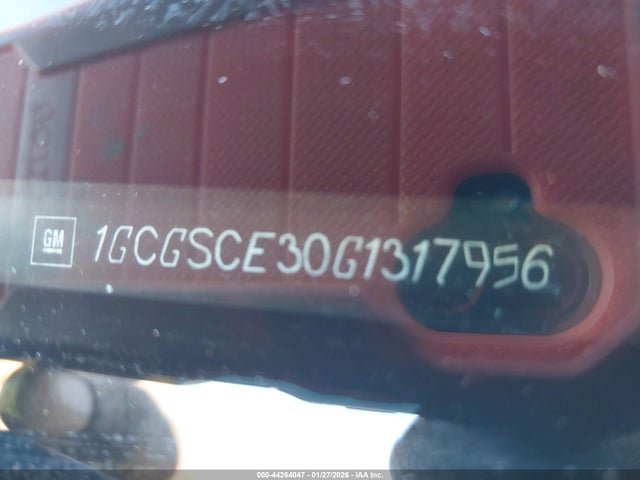 GM
1GCGSCE30G1317956
000-44264047 - 01/27/2026 - IAA Inc.